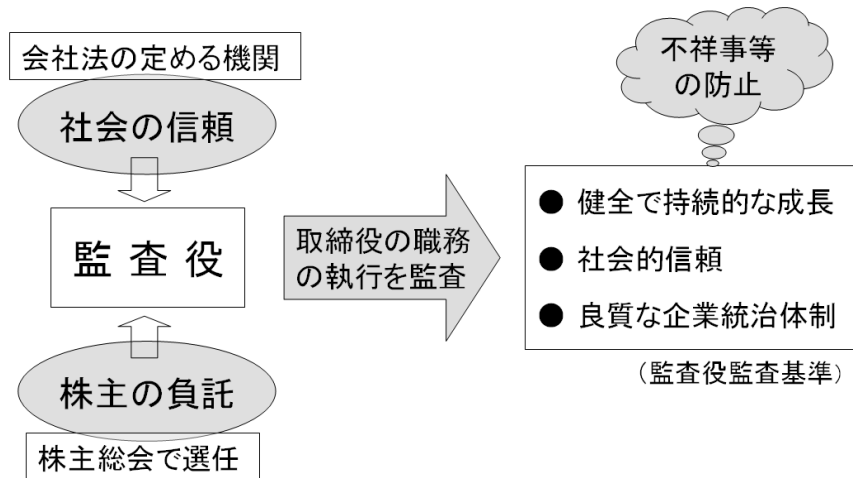 会社法の定める機関
社会の信頼
監査役
株主の負託
株主総会で選任
取締役の職務
の執行を監査
不祥事等
の防止
● 健全で持続的な成長
● 社会的信頼
● 良質な企業統治体制
（監査役監査基準）